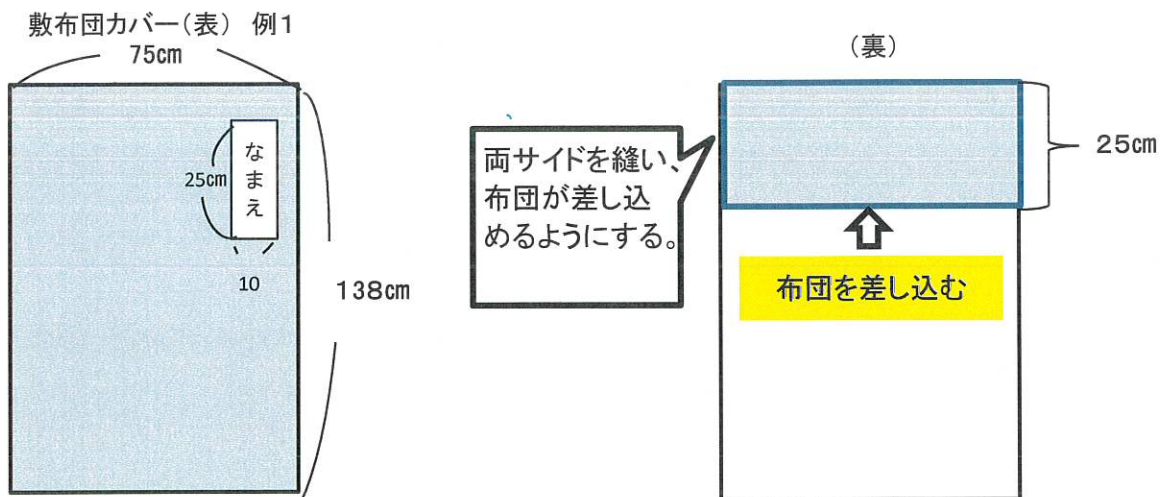 敷布団カバー(表) 例1
75cm
なまえ
25cm
10
138cm
(裏)
両サイドを縫い、
布団が差し込
めるようにする。
25cm
布団を差し込む